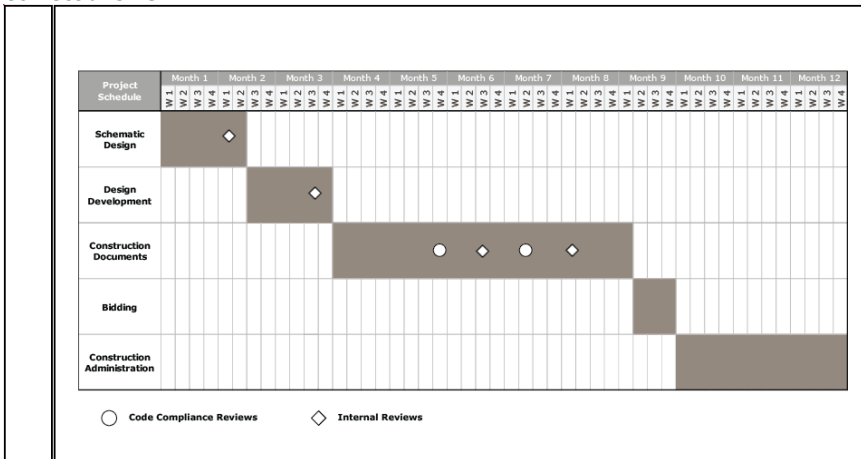 Project
Schedule
Month 1 Month 2 Month 3 Month 4 Month 5 Month 6 Month 7 Month 8 Month 9 Month 10 Month 11 Month 12
W 1 W 2 W 3 W 4 W 1 W 2 W 3 W 4 W 1 W 2 W 3 W 4 W 1 W 2 W 3 W 4 W 1 W 2 W 3 W 4 W 1 W 2 W 3 W 4 W 1 W 2 W 3 W 4 W 1 W 2 W 3 W 4 W 1 W 2 W 3 W 4 W 1 W 2 W 3 W 4 W 1 W 2 W 3 W 4 W 1 W 2 W 3 W 4
Schematic
Design
Design
Development
Construction
Documents
Bidding
Construction
Administration
Code Compliance Reviews
Internal Reviews